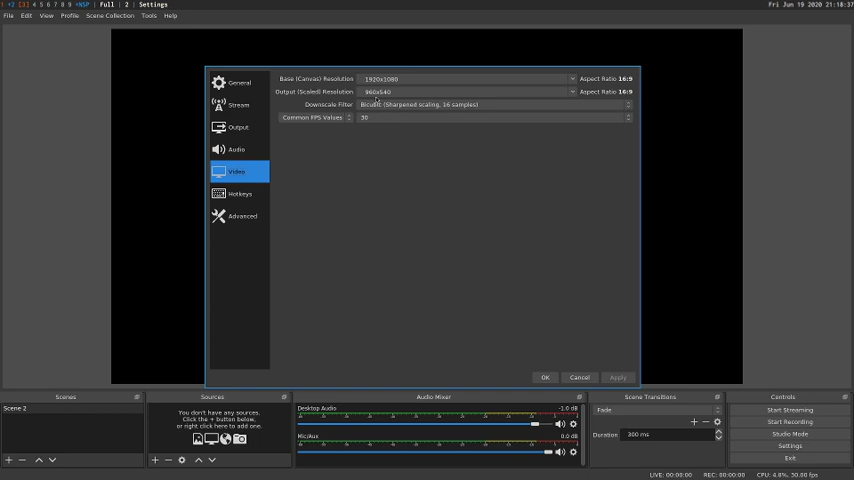 1 +2 [3] 4 5 6 7 8 9 +NSP | Full | 2 | Settings
Fri Jun 19 2020 21:18:37
File Edit View Profile Scene Collection Tools Help
General
Stream
Output
Audio
Video
Hotkeys
Advanced
Base (Canvas) Resolution 1920x1080 Aspect Ratio 16:9
Output (Scaled) Resolution 960x540 Aspect Ratio 16:9
Downscale Filter Bicubic (Sharpened scaling, 16 samples)
Common FPS Values 30
OK Cancel Apply
Scenes
Scene 2
Sources
You don't have any sources.
Click the + button below,
or right click here to add one.
Audio Mixer
Desktop Audio -1.0 dB
Mic/Aux 0.0 dB
Scene Transitions
Fade
Duration 300 ms
Controls
Start Streaming
Start Recording
Studio Mode
Settings
Exit
LIVE: 00:00:00 REC: 00:00:00 CPU: 4.8%, 30.00 fps